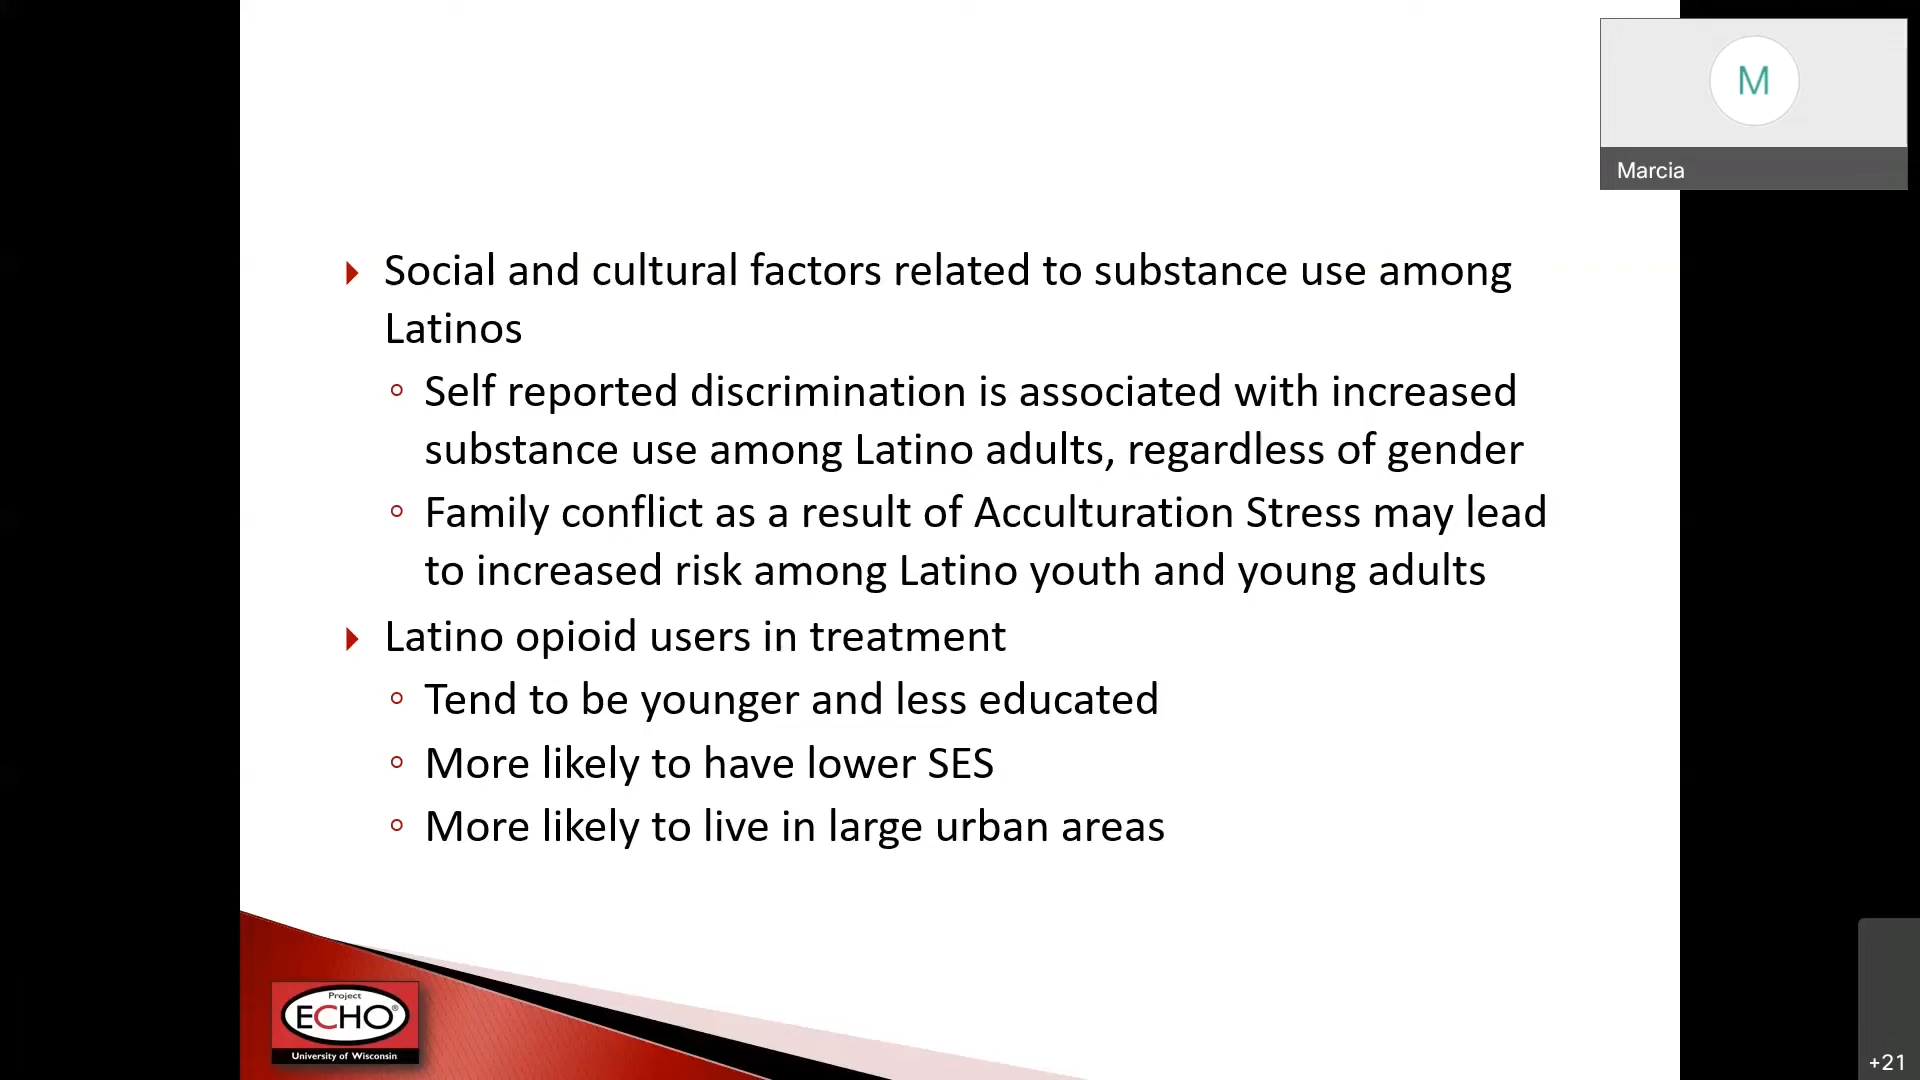 M
Marcia
Social and cultural factors related to substance use among
Latinos
Self reported discrimination is associated with increased
substance use among Latino adults, regardless of gender
Family conflict as a result of Acculturation Stress may lead
to increased risk among Latino youth and young adults
Latino opioid users in treatment
Tend to be younger and less educated
More likely to have lower SES
More likely to live in large urban areas
Project
ECHO®
University of Wisconsin
+21